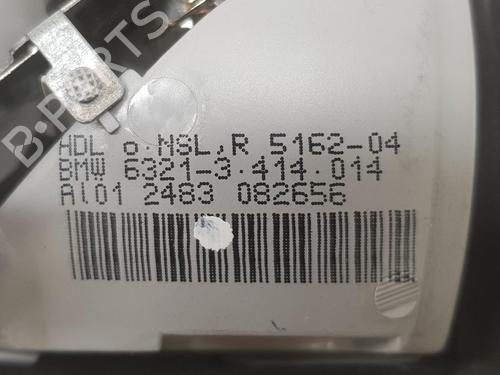 B-PARTS
ADL o.NSL,R 5162-04
BMW 6321-3.414.014
AL01 2483 082656